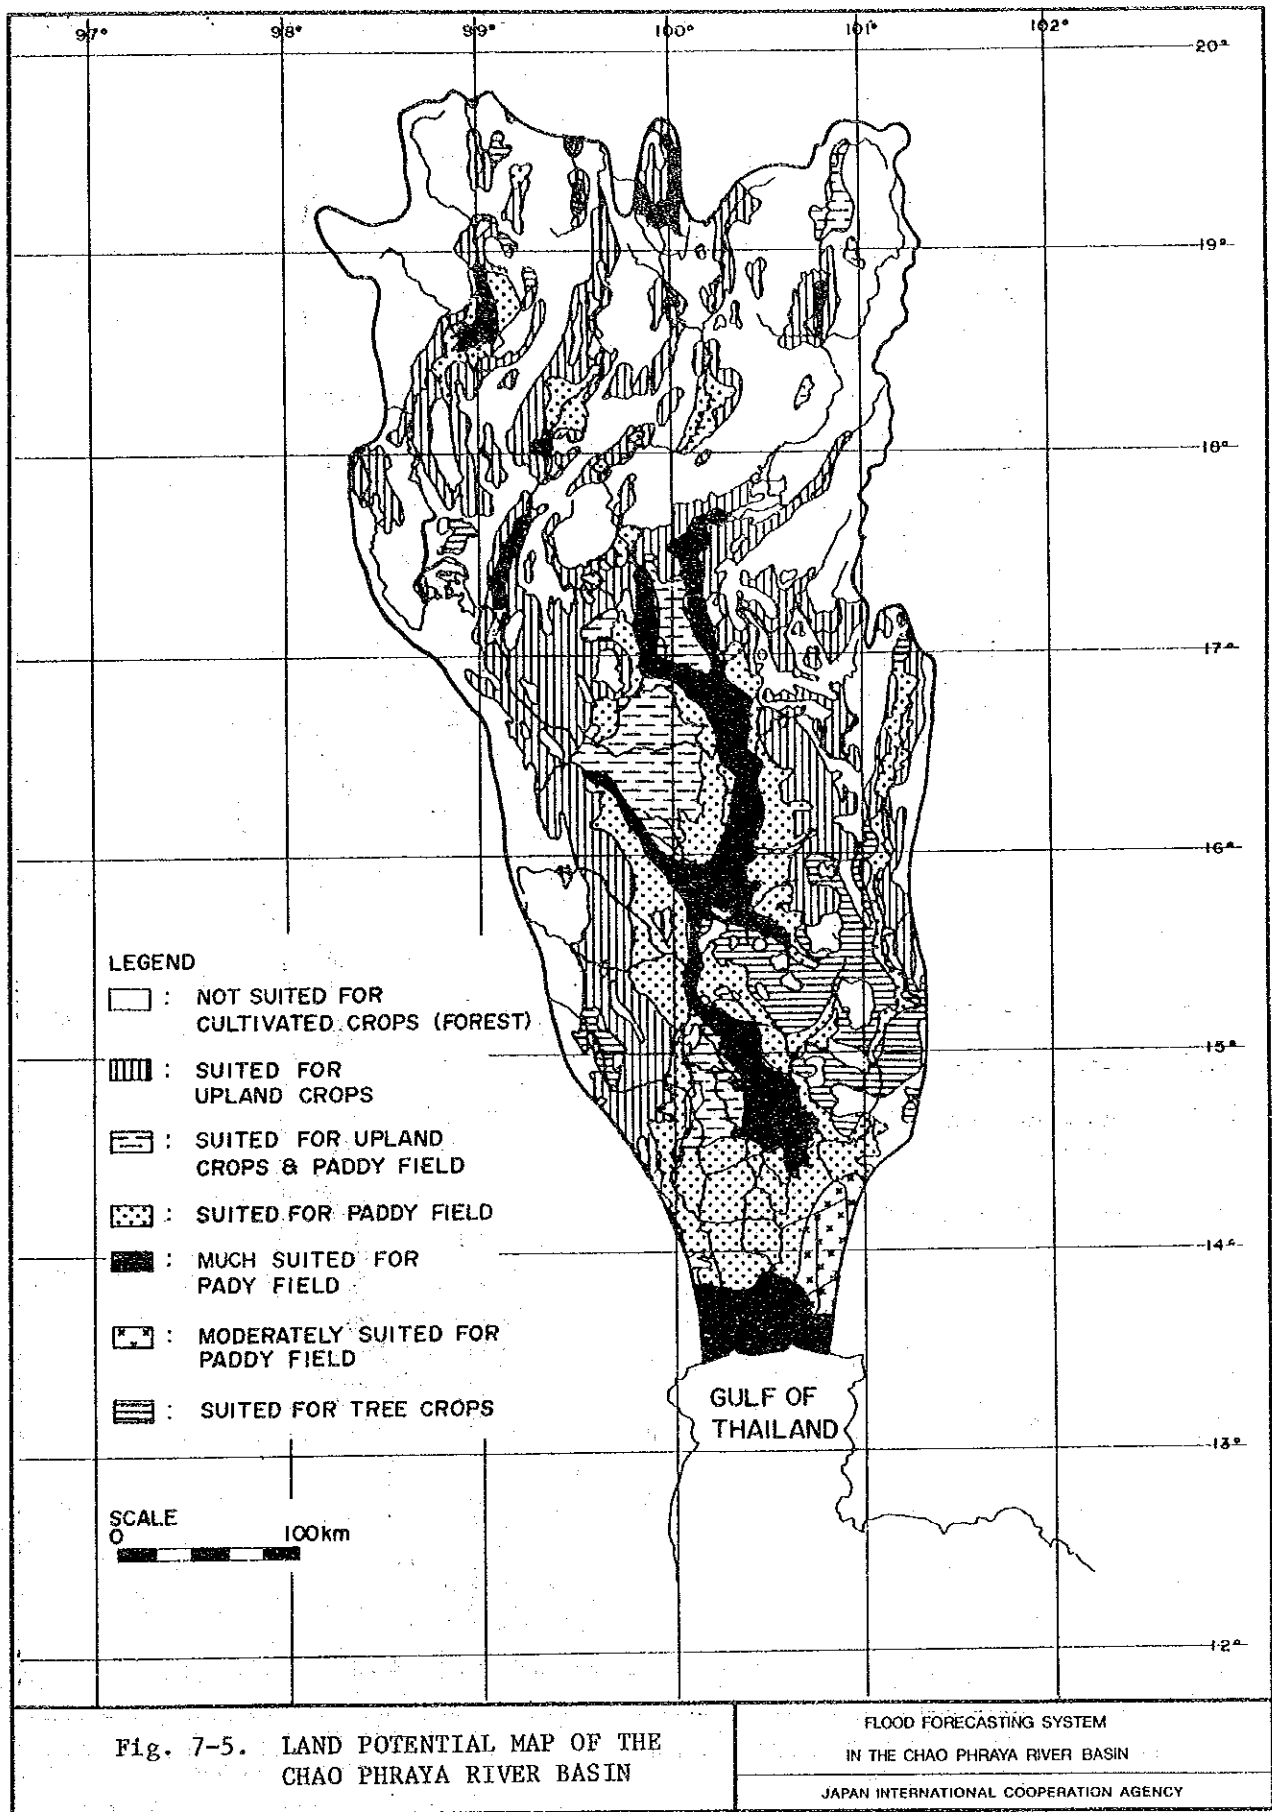 97° 98° 99° 100° 101° 102°
20°
19°
18°
17°
16°
15°
14°
13°
12°
LEGEND
: NOT SUITED FOR
CULTIVATED CROPS (FOREST)
: SUITED FOR
UPLAND CROPS
: SUITED FOR UPLAND
CROPS & PADDY FIELD
: SUITED FOR PADDY FIELD
: MUCH SUITED FOR
PADY FIELD
: MODERATELY SUITED FOR
PADDY FIELD
: SUITED FOR TREE CROPS
GULF OF
THAILAND
SCALE
0 100km
Fig. 7-5. LAND POTENTIAL MAP OF THE
CHAO PHRAYA RIVER BASIN
FLOOD FORECASTING SYSTEM
IN THE CHAO PHRAYA RIVER BASIN
JAPAN INTERNATIONAL COOPERATION AGENCY